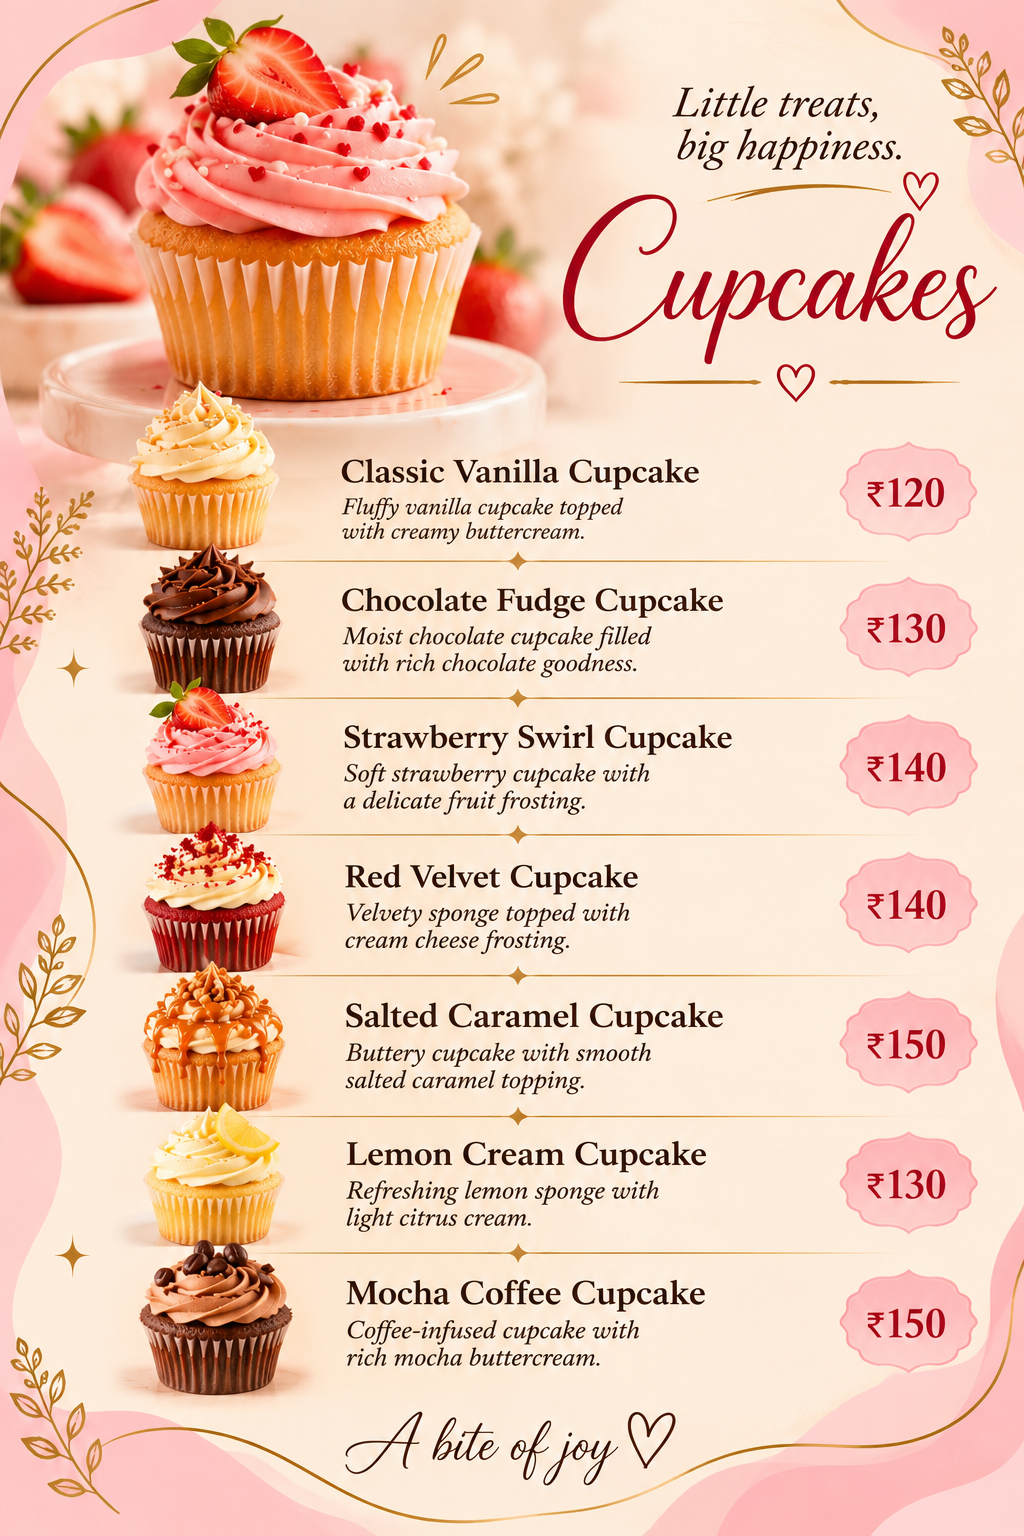 Little treats,
big happiness.
Cupcakes
Classic Vanilla Cupcake
Fluffy vanilla cupcake topped
with creamy buttercream.
₹120
Chocolate Fudge Cupcake
Moist chocolate cupcake filled
with rich chocolate goodness.
₹130
Strawberry Swirl Cupcake
Soft strawberry cupcake with
a delicate fruit frosting.
₹140
Red Velvet Cupcake
Velvety sponge topped with
cream cheese frosting.
₹140
Salted Caramel Cupcake
Buttery cupcake with smooth
salted caramel topping.
₹150
Lemon Cream Cupcake
Refreshing lemon sponge with
light citrus cream.
₹130
Mocha Coffee Cupcake
Coffee-infused cupcake with
rich mocha buttercream.
₹150
A bite of joy